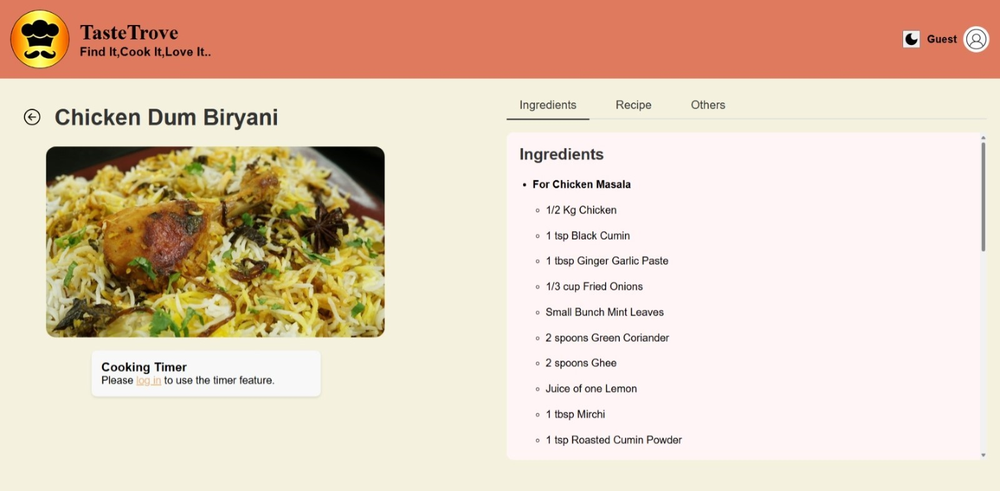 TasteTrove
Find It,Cook It,Love It..
Guest
Chicken Dum Biryani
Cooking Timer
Please log in to use the timer feature.
Ingredients Recipe Others
Ingredients
For Chicken Masala
1/2 Kg Chicken
1 tsp Black Cumin
1 tbsp Ginger Garlic Paste
1/3 cup Fried Onions
Small Bunch Mint Leaves
2 spoons Green Coriander
2 spoons Ghee
Juice of one Lemon
1 tbsp Mirchi
1 tsp Roasted Cumin Powder